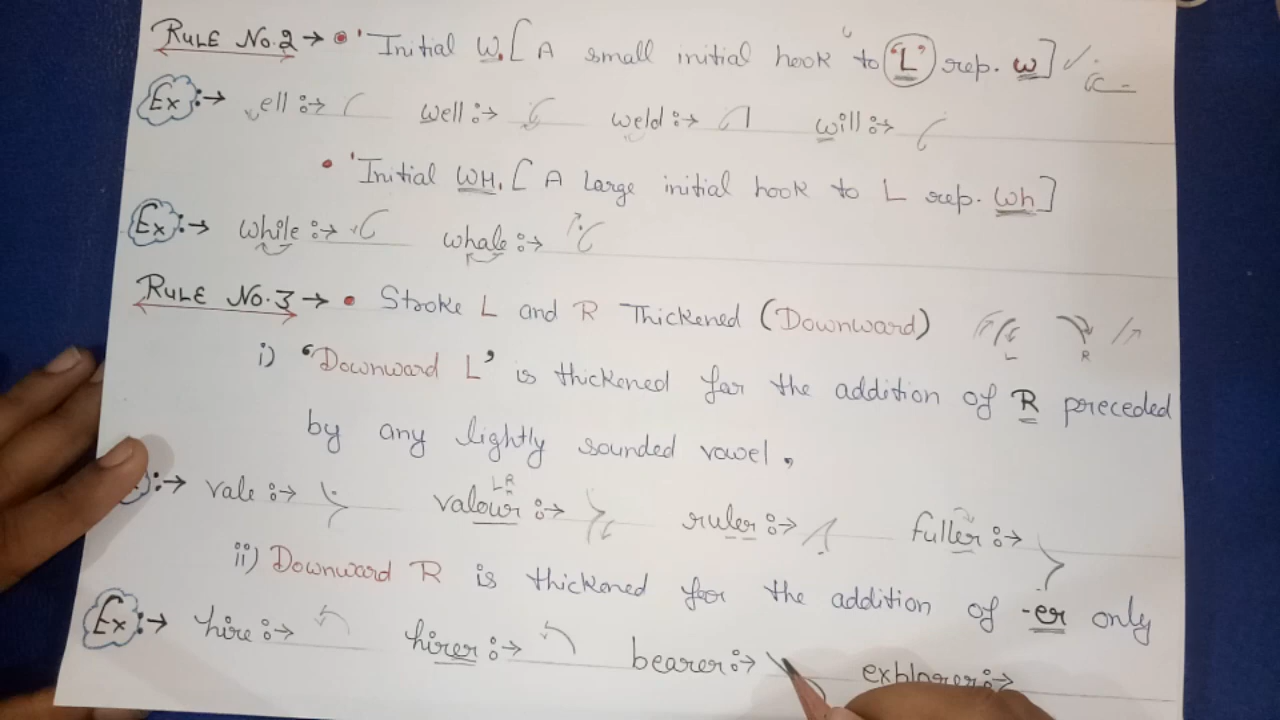 RULE No.2 → • 'Initial W. [A small initial hook to 'L' rep. w] ✓
Ex :→ ell :→ well :→ weld :→ will :→
• 'Initial WH. [A Large initial hook to L rep. wh]
Ex :→ while :→ whale :→
RULE No.3 → • Stroke L and R Thickened (Downward) L R
i) 'Downward L' is thickened for the addition of R preceded
by any lightly sounded vowel.
:→ vale :→ valour :→ LR ruler :→ fuller :→
ii) Downward R is thickened for the addition of -er only
Ex :→ hire :→ hirer :→ bearer :→ explorer :→